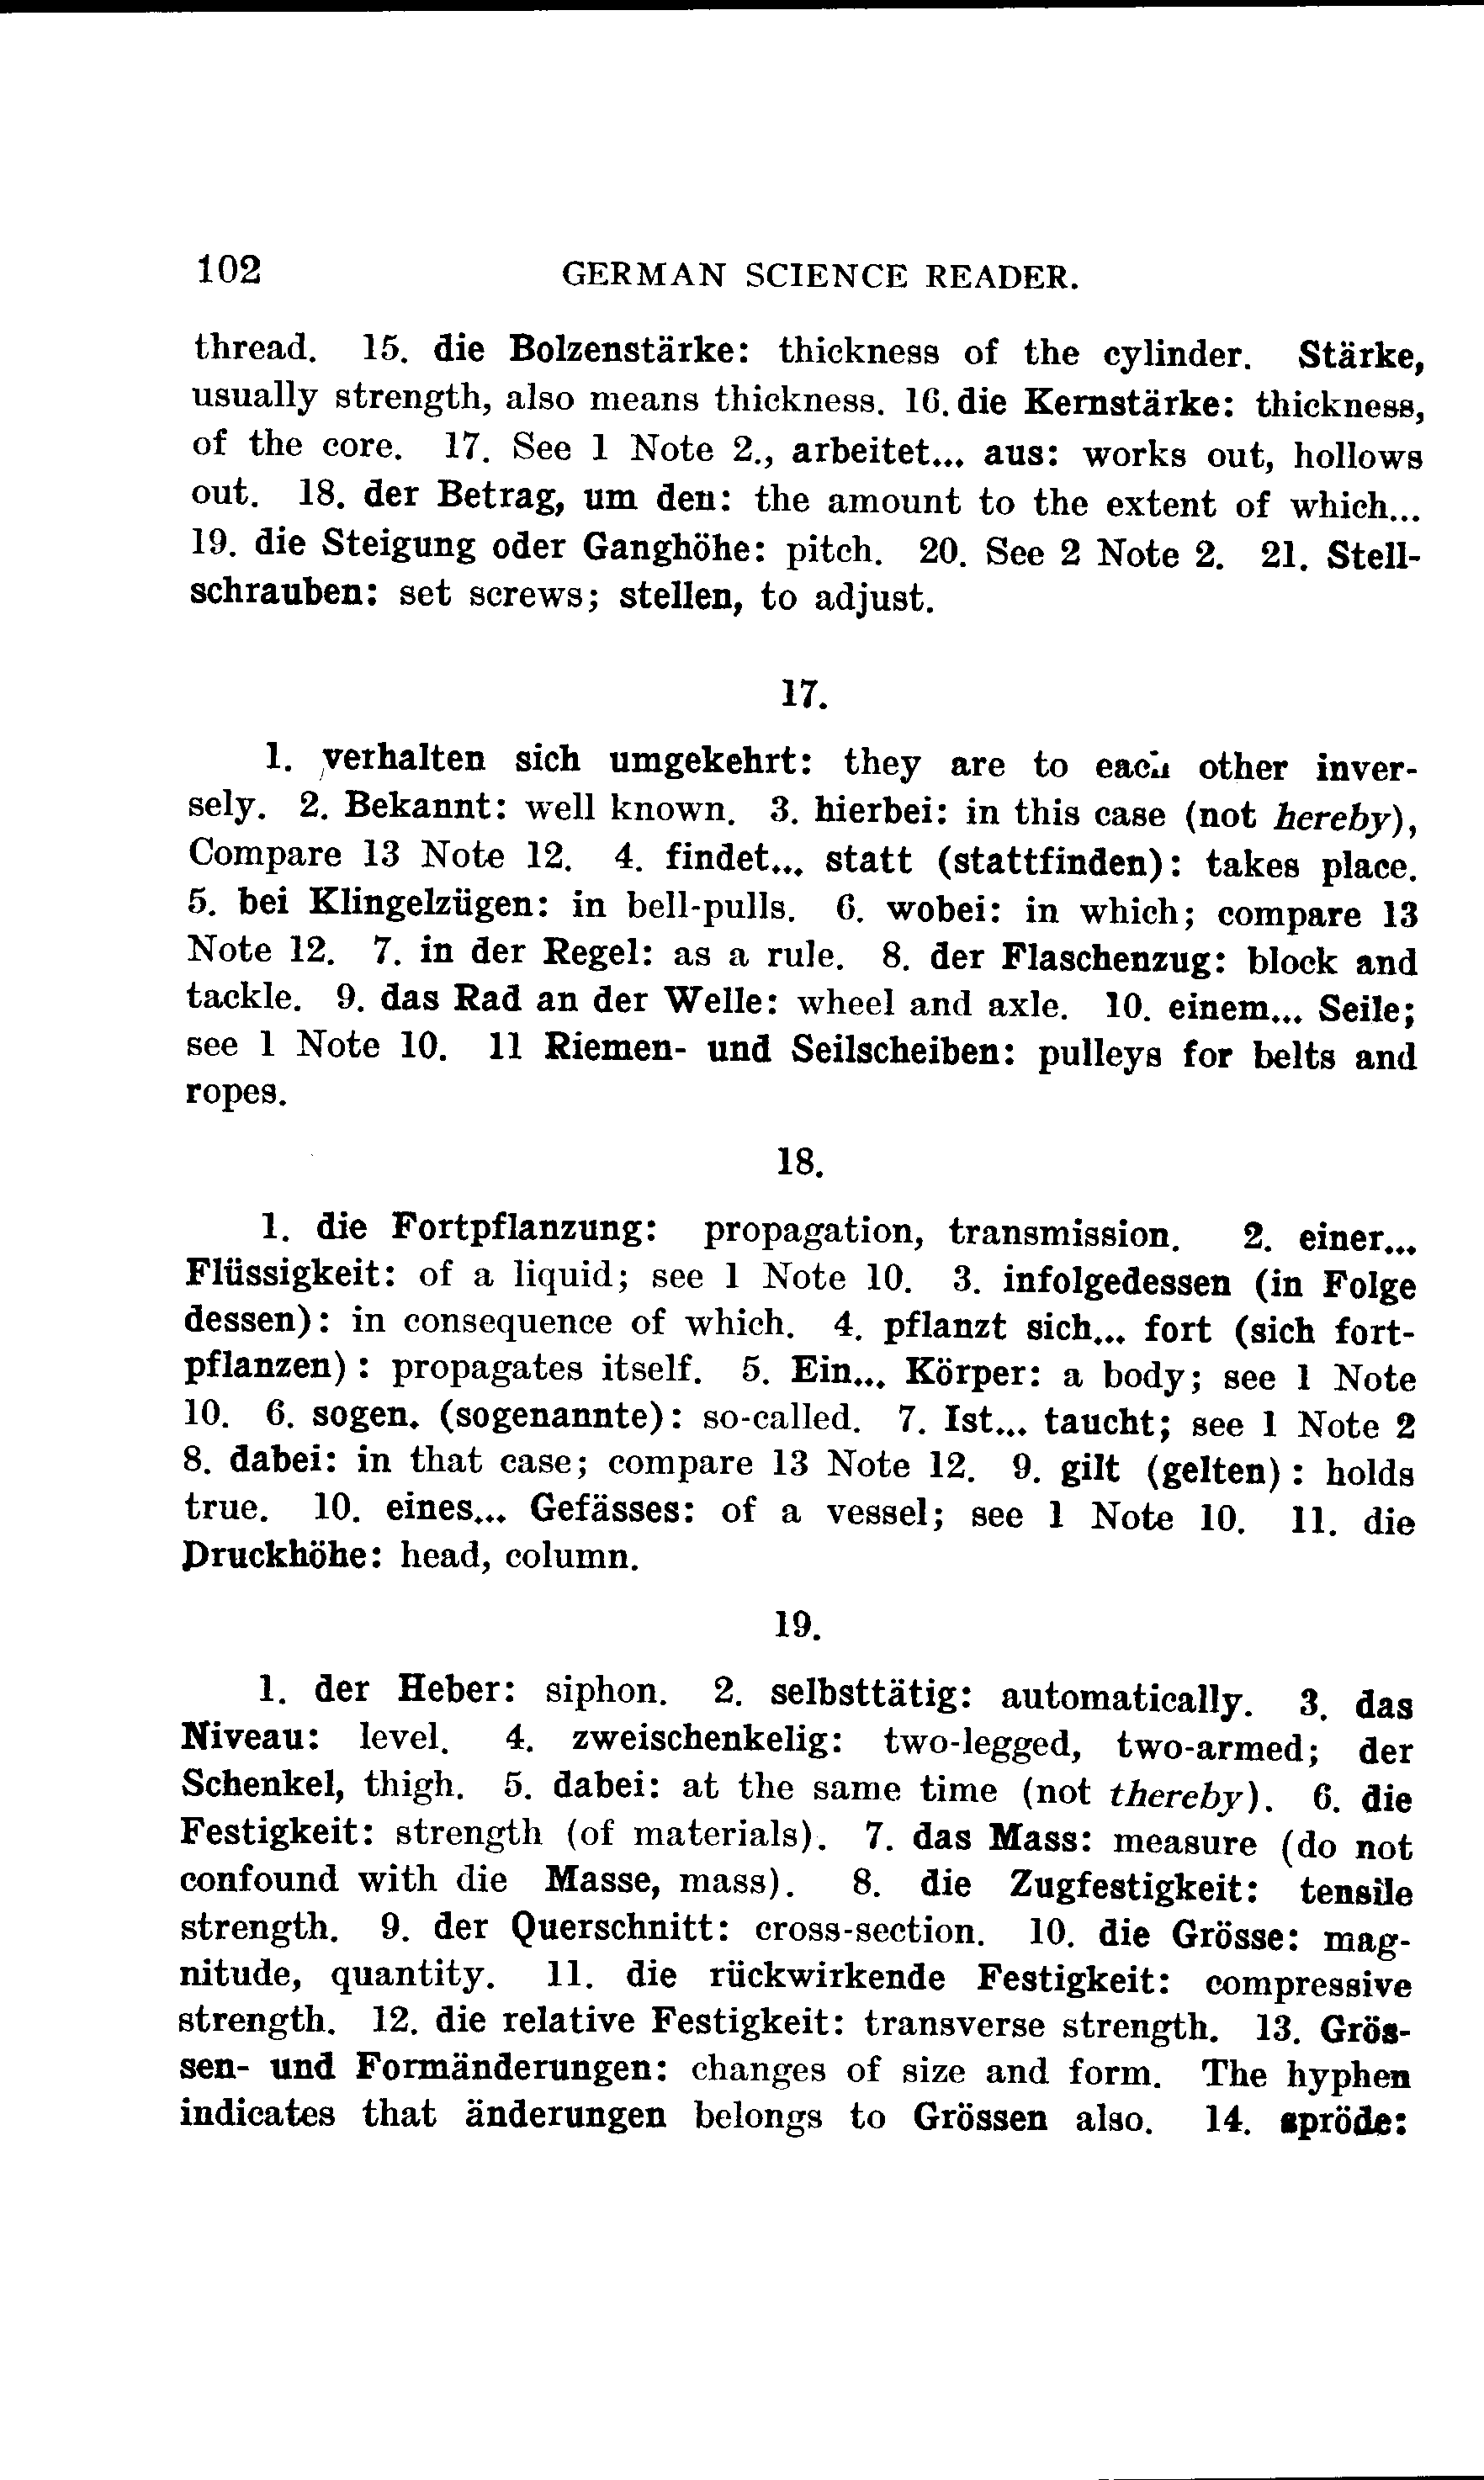 102 GERMAN SCIENCE READER.
thread. 15. die Bolzenstärke: thickness of the cylinder. Stärke,
usually strength, also means thickness. 16. die Kernstärke: thickness,
of the core. 17. See 1 Note 2., arbeitet... aus: works out, hollows
out. 18. der Betrag, um den: the amount to the extent of which...
19. die Steigung oder Ganghöhe: pitch. 20. See 2 Note 2. 21. Stell-
schrauben: set screws; stellen, to adjust.
17.
1. verhalten sich umgekehrt: they are to each other inver-
sely. 2. Bekannt: well known. 3. hierbei: in this case (not hereby),
Compare 13 Note 12. 4. findet... statt (stattfinden): takes place.
5. bei Klingelzügen: in bell-pulls. 6. wobei: in which; compare 13
Note 12. 7. in der Regel: as a rule. 8. der Flaschenzug: block and
tackle. 9. das Rad an der Welle: wheel and axle. 10. einem... Seile;
see 1 Note 10. 11 Riemen- und Seilscheiben: pulleys for belts and
ropes.
18.
1. die Fortpflanzung: propagation, transmission. 2. einer...
Flüssigkeit: of a liquid; see 1 Note 10. 3. infolgedessen (in Folge
dessen): in consequence of which. 4. pflanzt sich... fort (sich fort-
pflanzen): propagates itself. 5. Ein... Körper: a body; see 1 Note
10. 6. sogen. (sogenannte): so-called. 7. Ist... taucht; see 1 Note 2
8. dabei: in that case; compare 13 Note 12. 9. gilt (gelten): holds
true. 10. eines... Gefässes: of a vessel; see 1 Note 10. 11. die
Druckhöhe: head, column.
19.
1. der Heber: siphon. 2. selbsttätig: automatically. 3. das
Niveau: level. 4. zweischenkelig: two-legged, two-armed; der
Schenkel, thigh. 5. dabei: at the same time (not thereby). 6. die
Festigkeit: strength (of materials). 7. das Mass: measure (do not
confound with die Masse, mass). 8. die Zugfestigkeit: tensile
strength. 9. der Querschnitt: cross-section. 10. die Grösse: mag-
nitude, quantity. 11. die rückwirkende Festigkeit: compressive
strength. 12. die relative Festigkeit: transverse strength. 13. Grös-
sen- und Formänderungen: changes of size and form. The hyphen
indicates that änderungen belongs to Grössen also. 14. spröde: